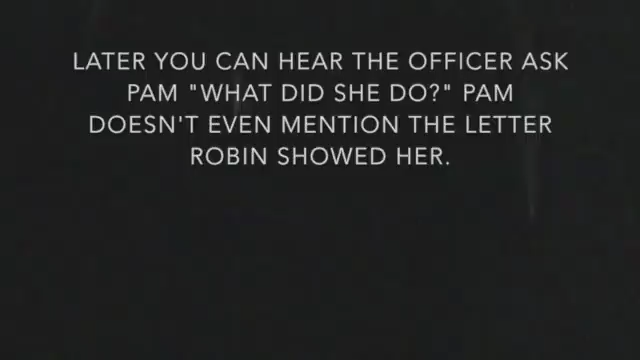 LATER YOU CAN HEAR THE OFFICER ASK
PAM "WHAT DID SHE DO?" PAM
DOESN'T EVEN MENTION THE LETTER
ROBIN SHOWED HER.